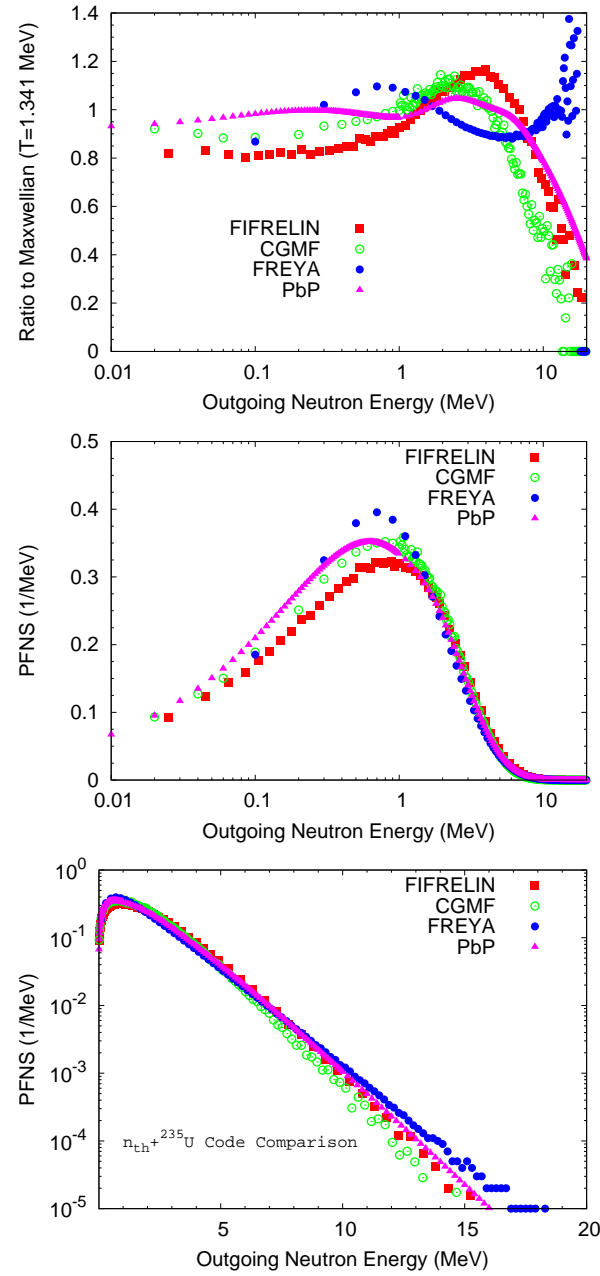 1.4
1.2
1
0.8
0.6
0.4
0.2
0
Ratio to Maxwellian (T=1.341 MeV)
FIFRELIN
CGMF
FREYA
PbP
0.01 0.1 1 10
Outgoing Neutron Energy (MeV)
0.5
0.4
0.3
0.2
0.1
0
PFNS (1/MeV)
FIFRELIN
CGMF
FREYA
PbP
0.01 0.1 1 10
Outgoing Neutron Energy (MeV)
10^0
10^-1
10^-2
10^-3
10^-4
10^-5
PFNS (1/MeV)
FIFRELIN
CGMF
FREYA
PbP
n_th+^235U Code Comparison
5 10 15 20
Outgoing Neutron Energy (MeV)